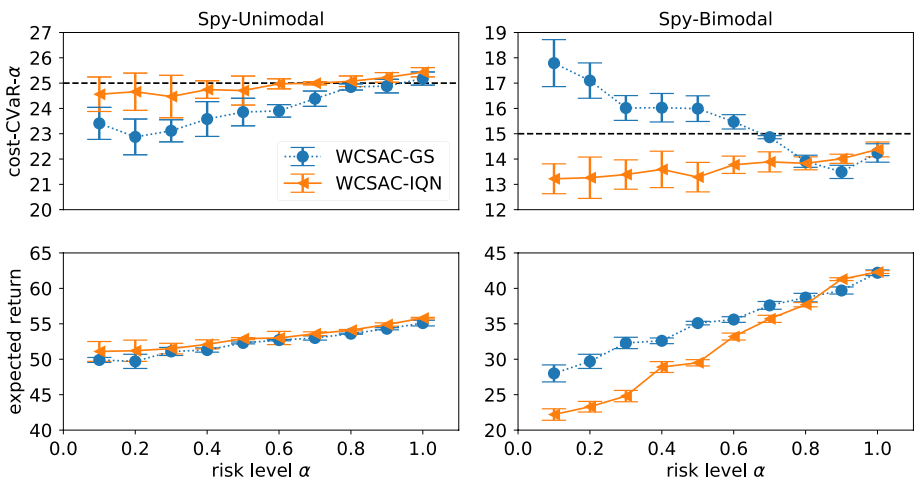 Spy-Unimodal
Spy-Bimodal
cost-CVaR-α
27
26
25
24
23
22
21
20
WCSAC-GS
WCSAC-IQN
19
18
17
16
15
14
13
12
expected return
65
60
55
50
45
40
0.0 0.2 0.4 0.6 0.8 1.0
risk level α
45
40
35
30
25
20
0.0 0.2 0.4 0.6 0.8 1.0
risk level α